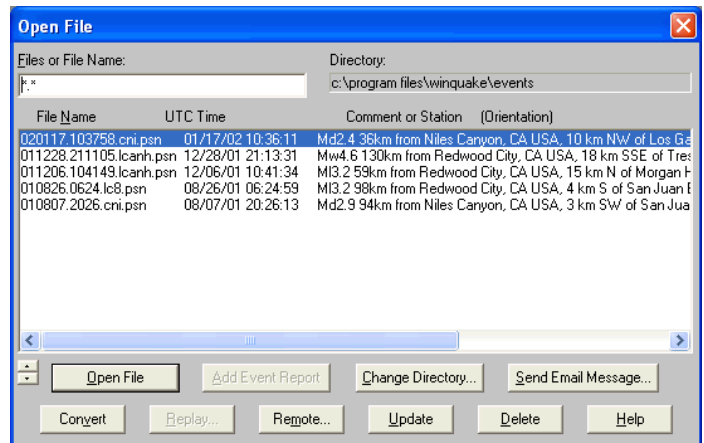 Open File
Files or File Name:
Directory:
*.*
c:\program files\winquake\events
File Name UTC Time Comment or Station (Orientation)
020117.103758.cni.psn 01/17/02 10:36:11 Md2.4 36km from Niles Canyon, CA USA, 10 km NW of Los Ga
011228.211105.lcanh.psn 12/28/01 21:13:31 Mw4.6 130km from Redwood City, CA USA, 18 km SSE of Tres
011206.104149.lcanh.psn 12/06/01 10:41:34 Ml3.2 59km from Redwood City, CA USA, 15 km N of Morgan H
010826.0624.lc8.psn 08/26/01 06:24:59 Ml3.2 98km from Redwood City, CA USA, 4 km S of San Juan B
010807.2026.cni.psn 08/07/01 20:26:13 Md2.9 94km from Niles Canyon, CA USA, 3 km SW of San Jua
Open File Add Event Report Change Directory... Send Email Message...
Convert Replay... Remote... Update Delete Help